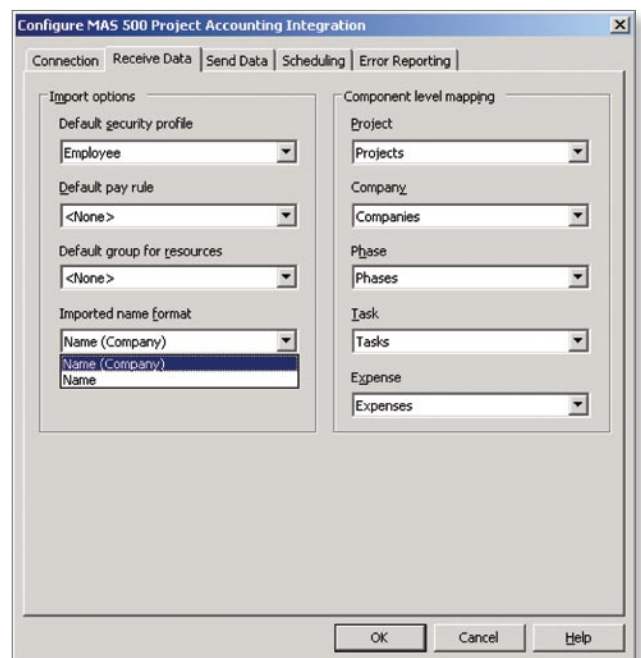 Configure MAS 500 Project Accounting Integration
Connection Receive Data Send Data Scheduling Error Reporting
Import options
Default security profile
Employee
Default pay rule
<None>
Default group for resources
<None>
Imported name format
Name (Company)
Name (Company)
Name
Component level mapping
Project
Projects
Company
Companies
Phase
Phases
Task
Tasks
Expense
Expenses
OK Cancel Help